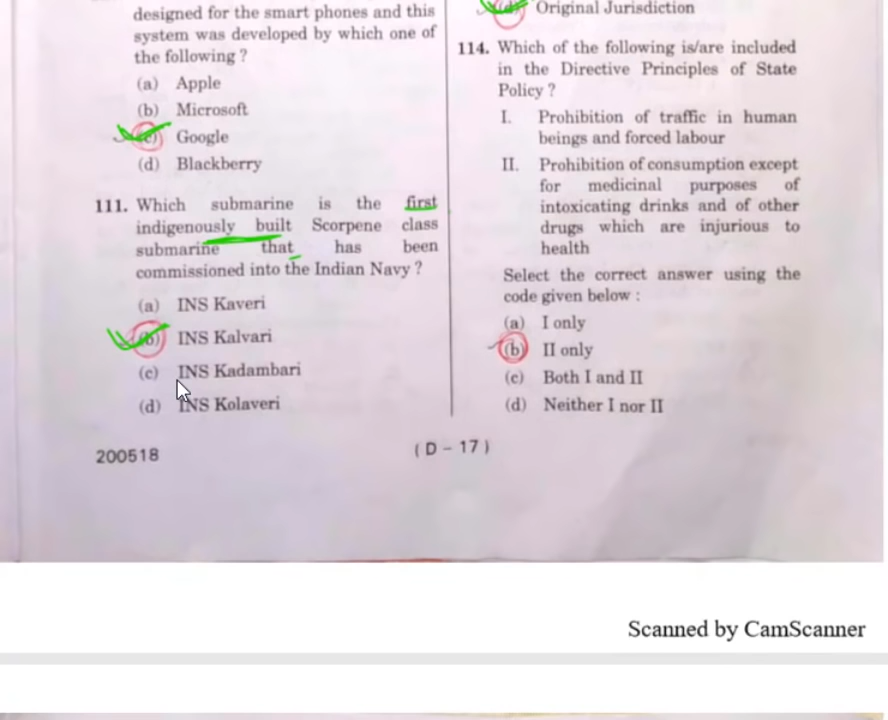 designed for the smart phones and this
system was developed by which one of
the following ?
(a) Apple
(b) Microsoft
(c) Google
(d) Blackberry
111. Which submarine is the first
indigenously built Scorpene class
submarine that has been
commissioned into the Indian Navy ?
(a) INS Kaveri
(b) INS Kalvari
(c) INS Kadambari
(d) INS Kolaveri
200518
(d) Original Jurisdiction
114. Which of the following is/are included
in the Directive Principles of State
Policy ?
I. Prohibition of traffic in human
beings and forced labour
II. Prohibition of consumption except
for medicinal purposes of
intoxicating drinks and of other
drugs which are injurious to
health
Select the correct answer using the
code given below :
(a) I only
(b) II only
(c) Both I and II
(d) Neither I nor II
( D – 17 )
Scanned by CamScanner